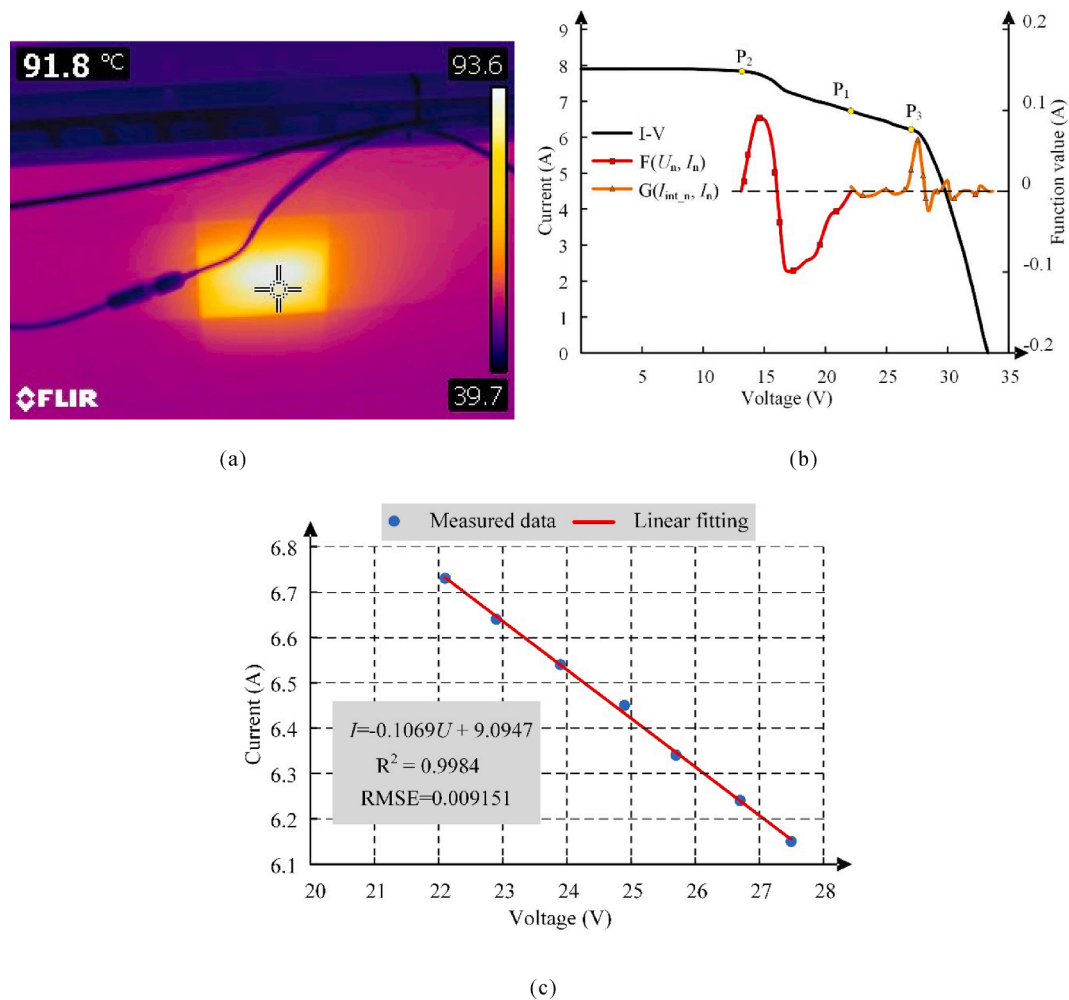 91.8 °C
93.6
39.7
FLIR
(a)
9
8
7
6
5
4
3
2
1
0
Current (A)
5
10
15
20
25
30
35
Voltage (V)
0.2
0.1
0
-0.1
-0.2
Function value (A)
P2
P1
P3
I-V
F(Un, In)
G(Iint_n, In)
(b)
Measured data
Linear fitting
6.8
6.7
6.6
6.5
6.4
6.3
6.2
6.1
Current (A)
I=-0.1069U + 9.0947
R² = 0.9984
RMSE=0.009151
20
21
22
23
24
25
26
27
28
Voltage (V)
(c)